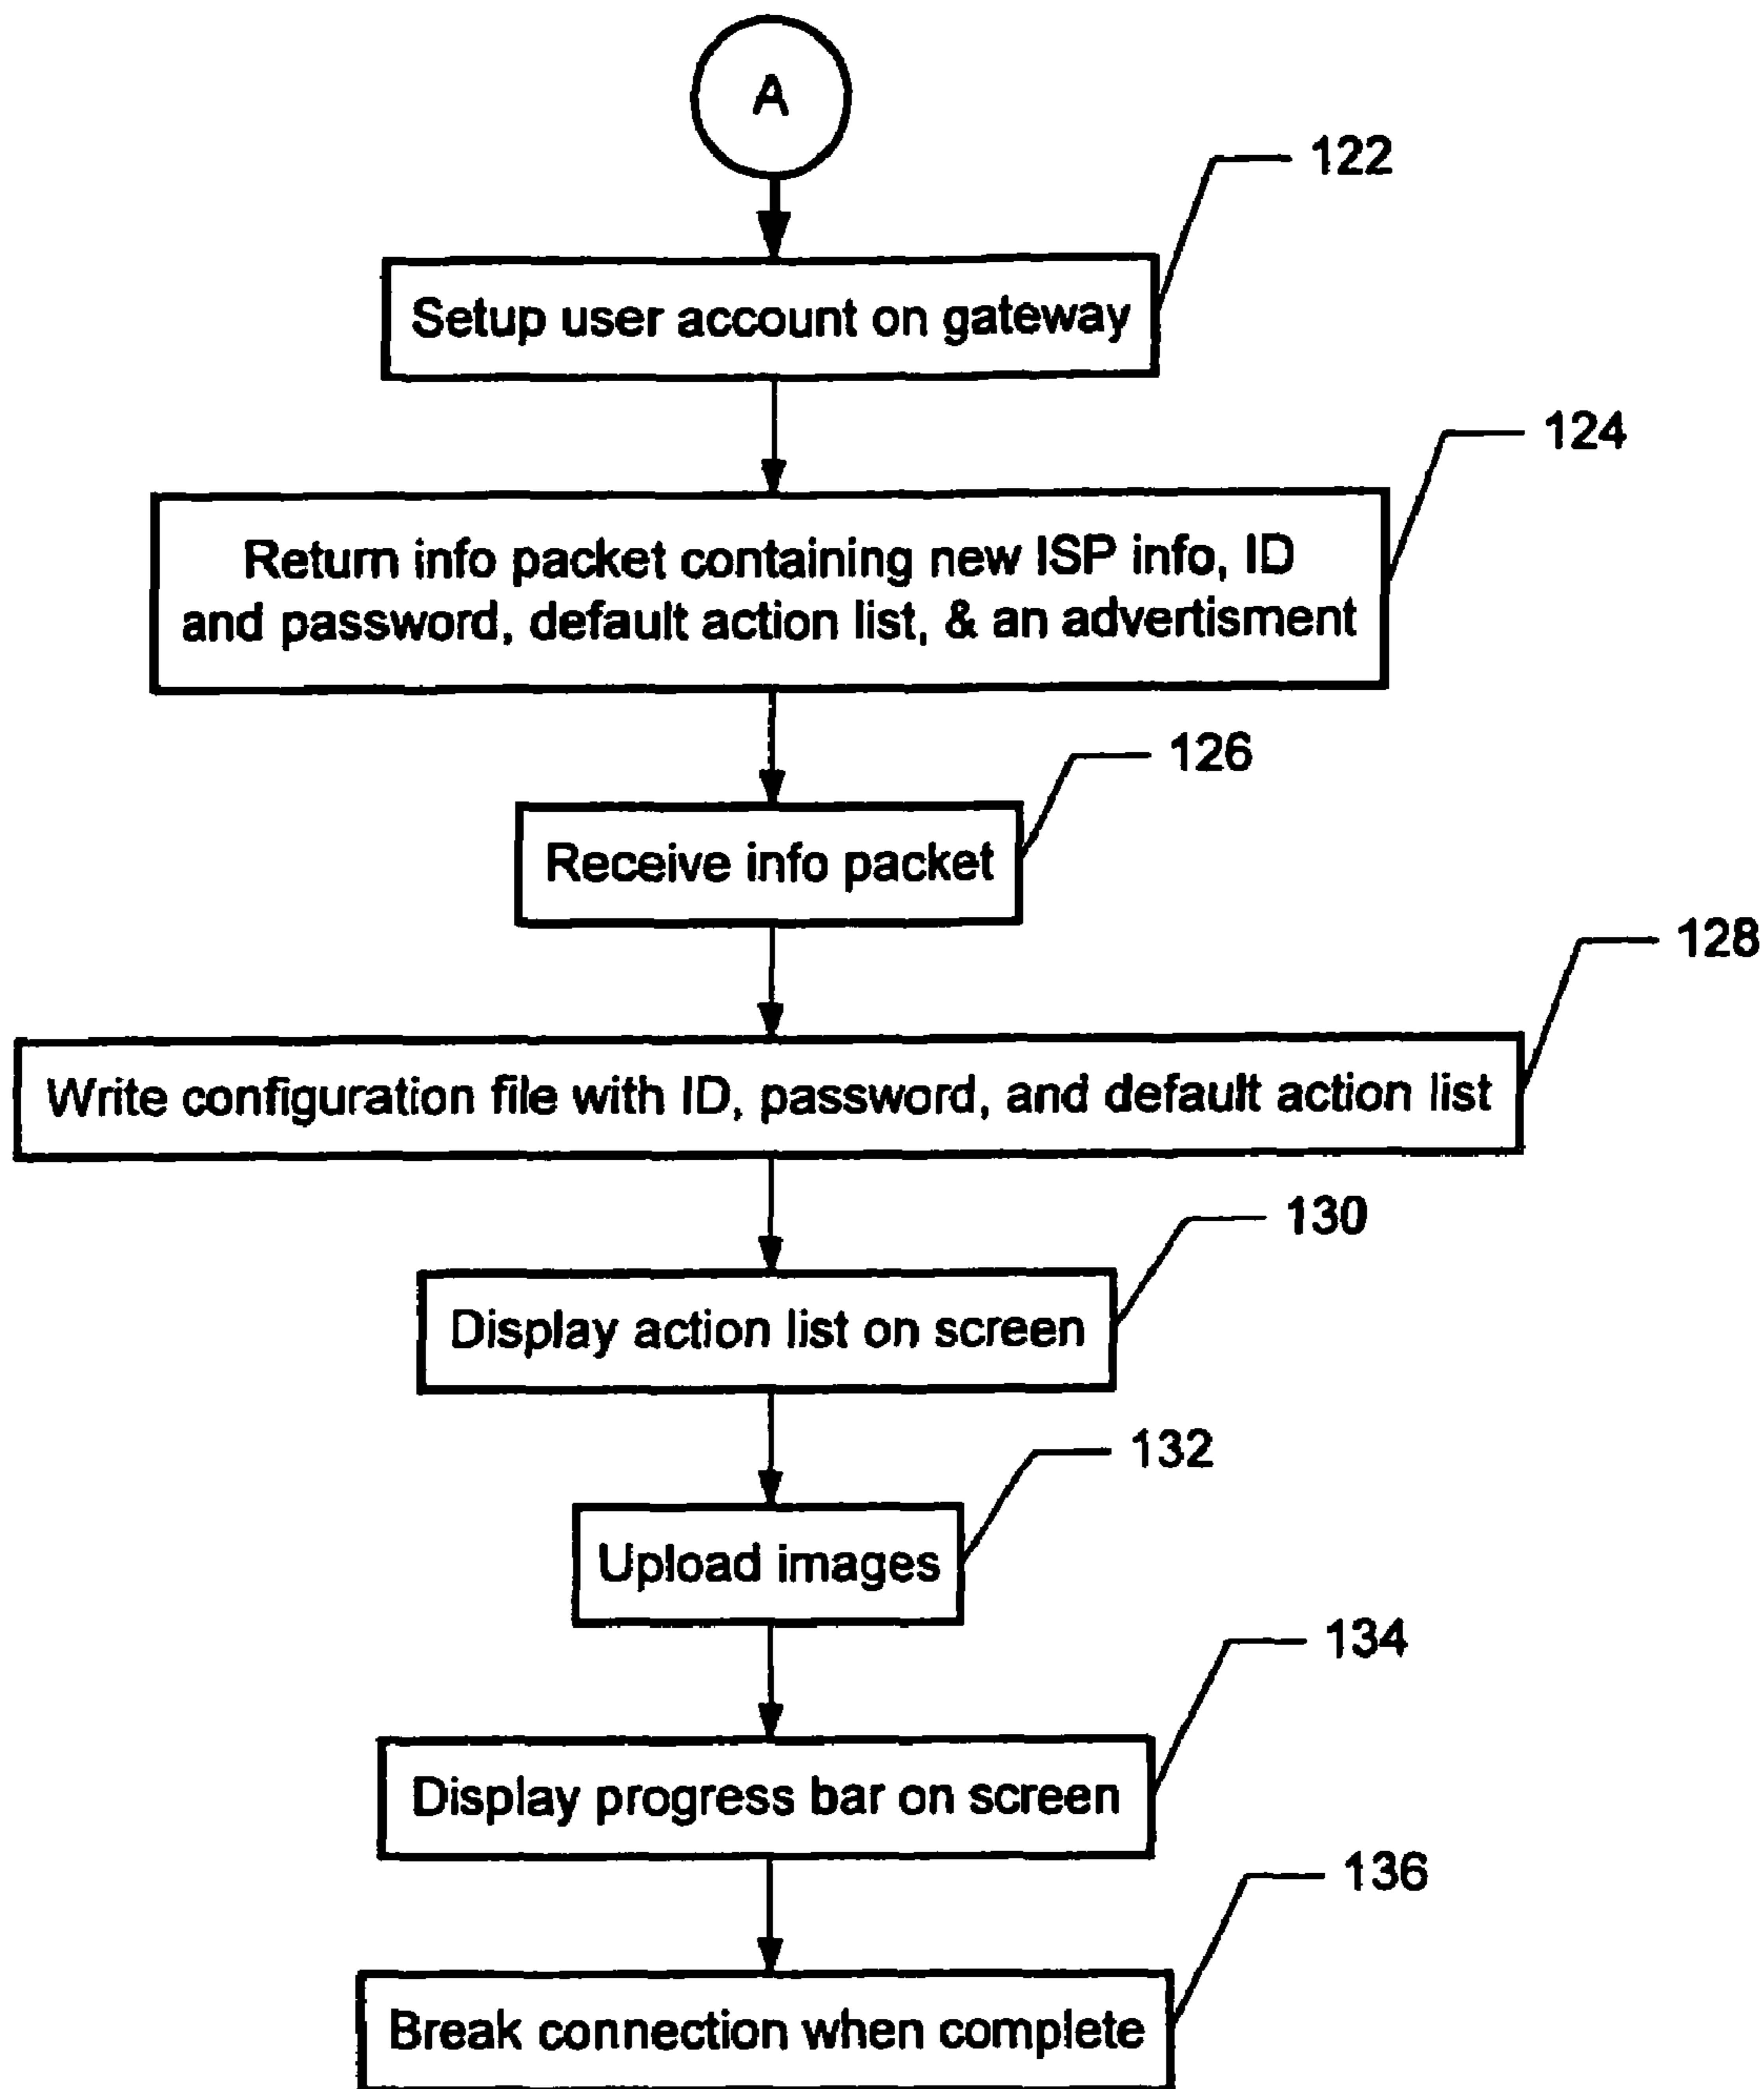 A
122
Setup user account on gateway
124
Return info packet containing new ISP info, ID
and password, default action list, & an advertisment
126
Receive info packet
128
Write configuration file with ID, password, and default action list
130
Display action list on screen
132
Upload images
134
Display progress bar on screen
136
Break connection when complete